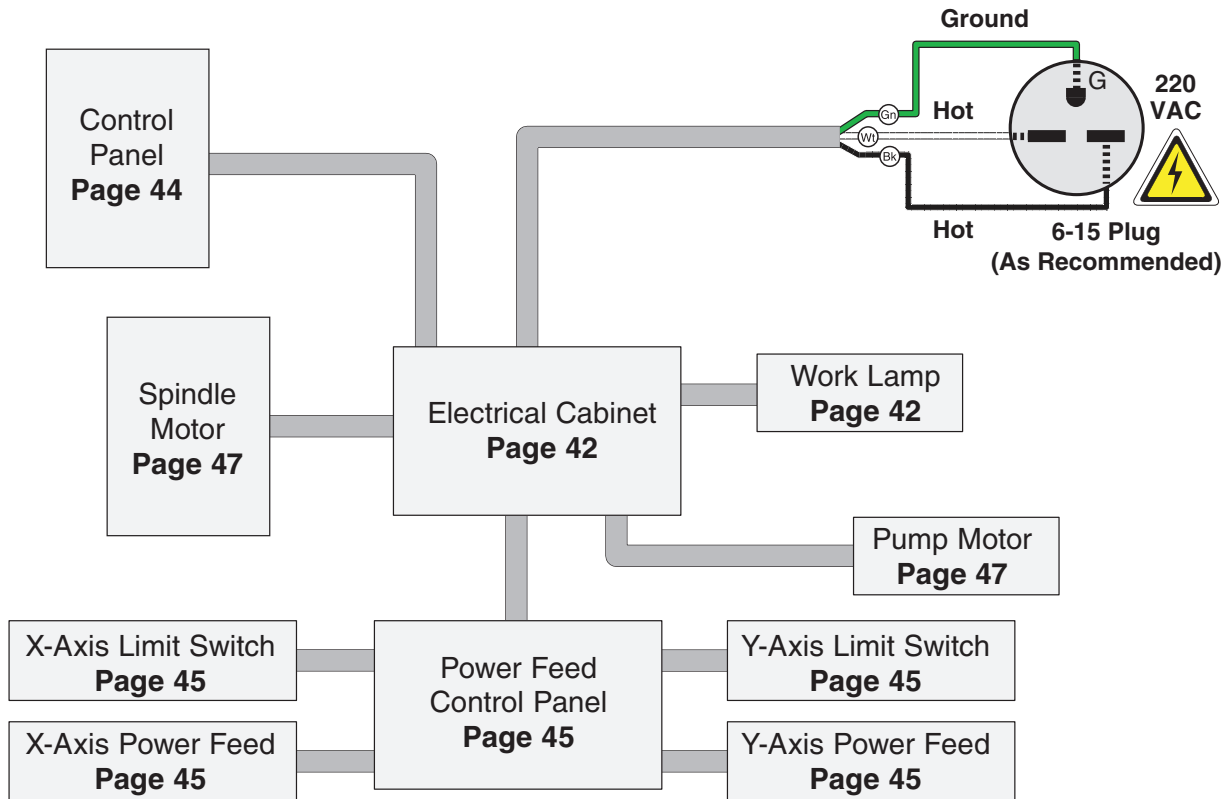 Ground
Control
Panel
Page 44
G
220
VAC
Gn
Hot
Wt
Bk
Hot
6-15 Plug
(As Recommended)
Spindle
Motor
Page 47
Electrical Cabinet
Page 42
Work Lamp
Page 42
Pump Motor
Page 47
X-Axis Limit Switch
Page 45
Power Feed
Control Panel
Page 45
Y-Axis Limit Switch
Page 45
X-Axis Power Feed
Page 45
Y-Axis Power Feed
Page 45